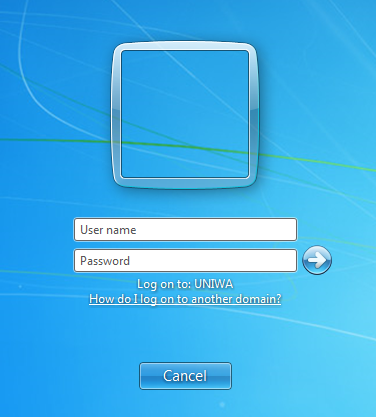 User name
Password
Log on to: UNIWA
How do I log on to another domain?
Cancel